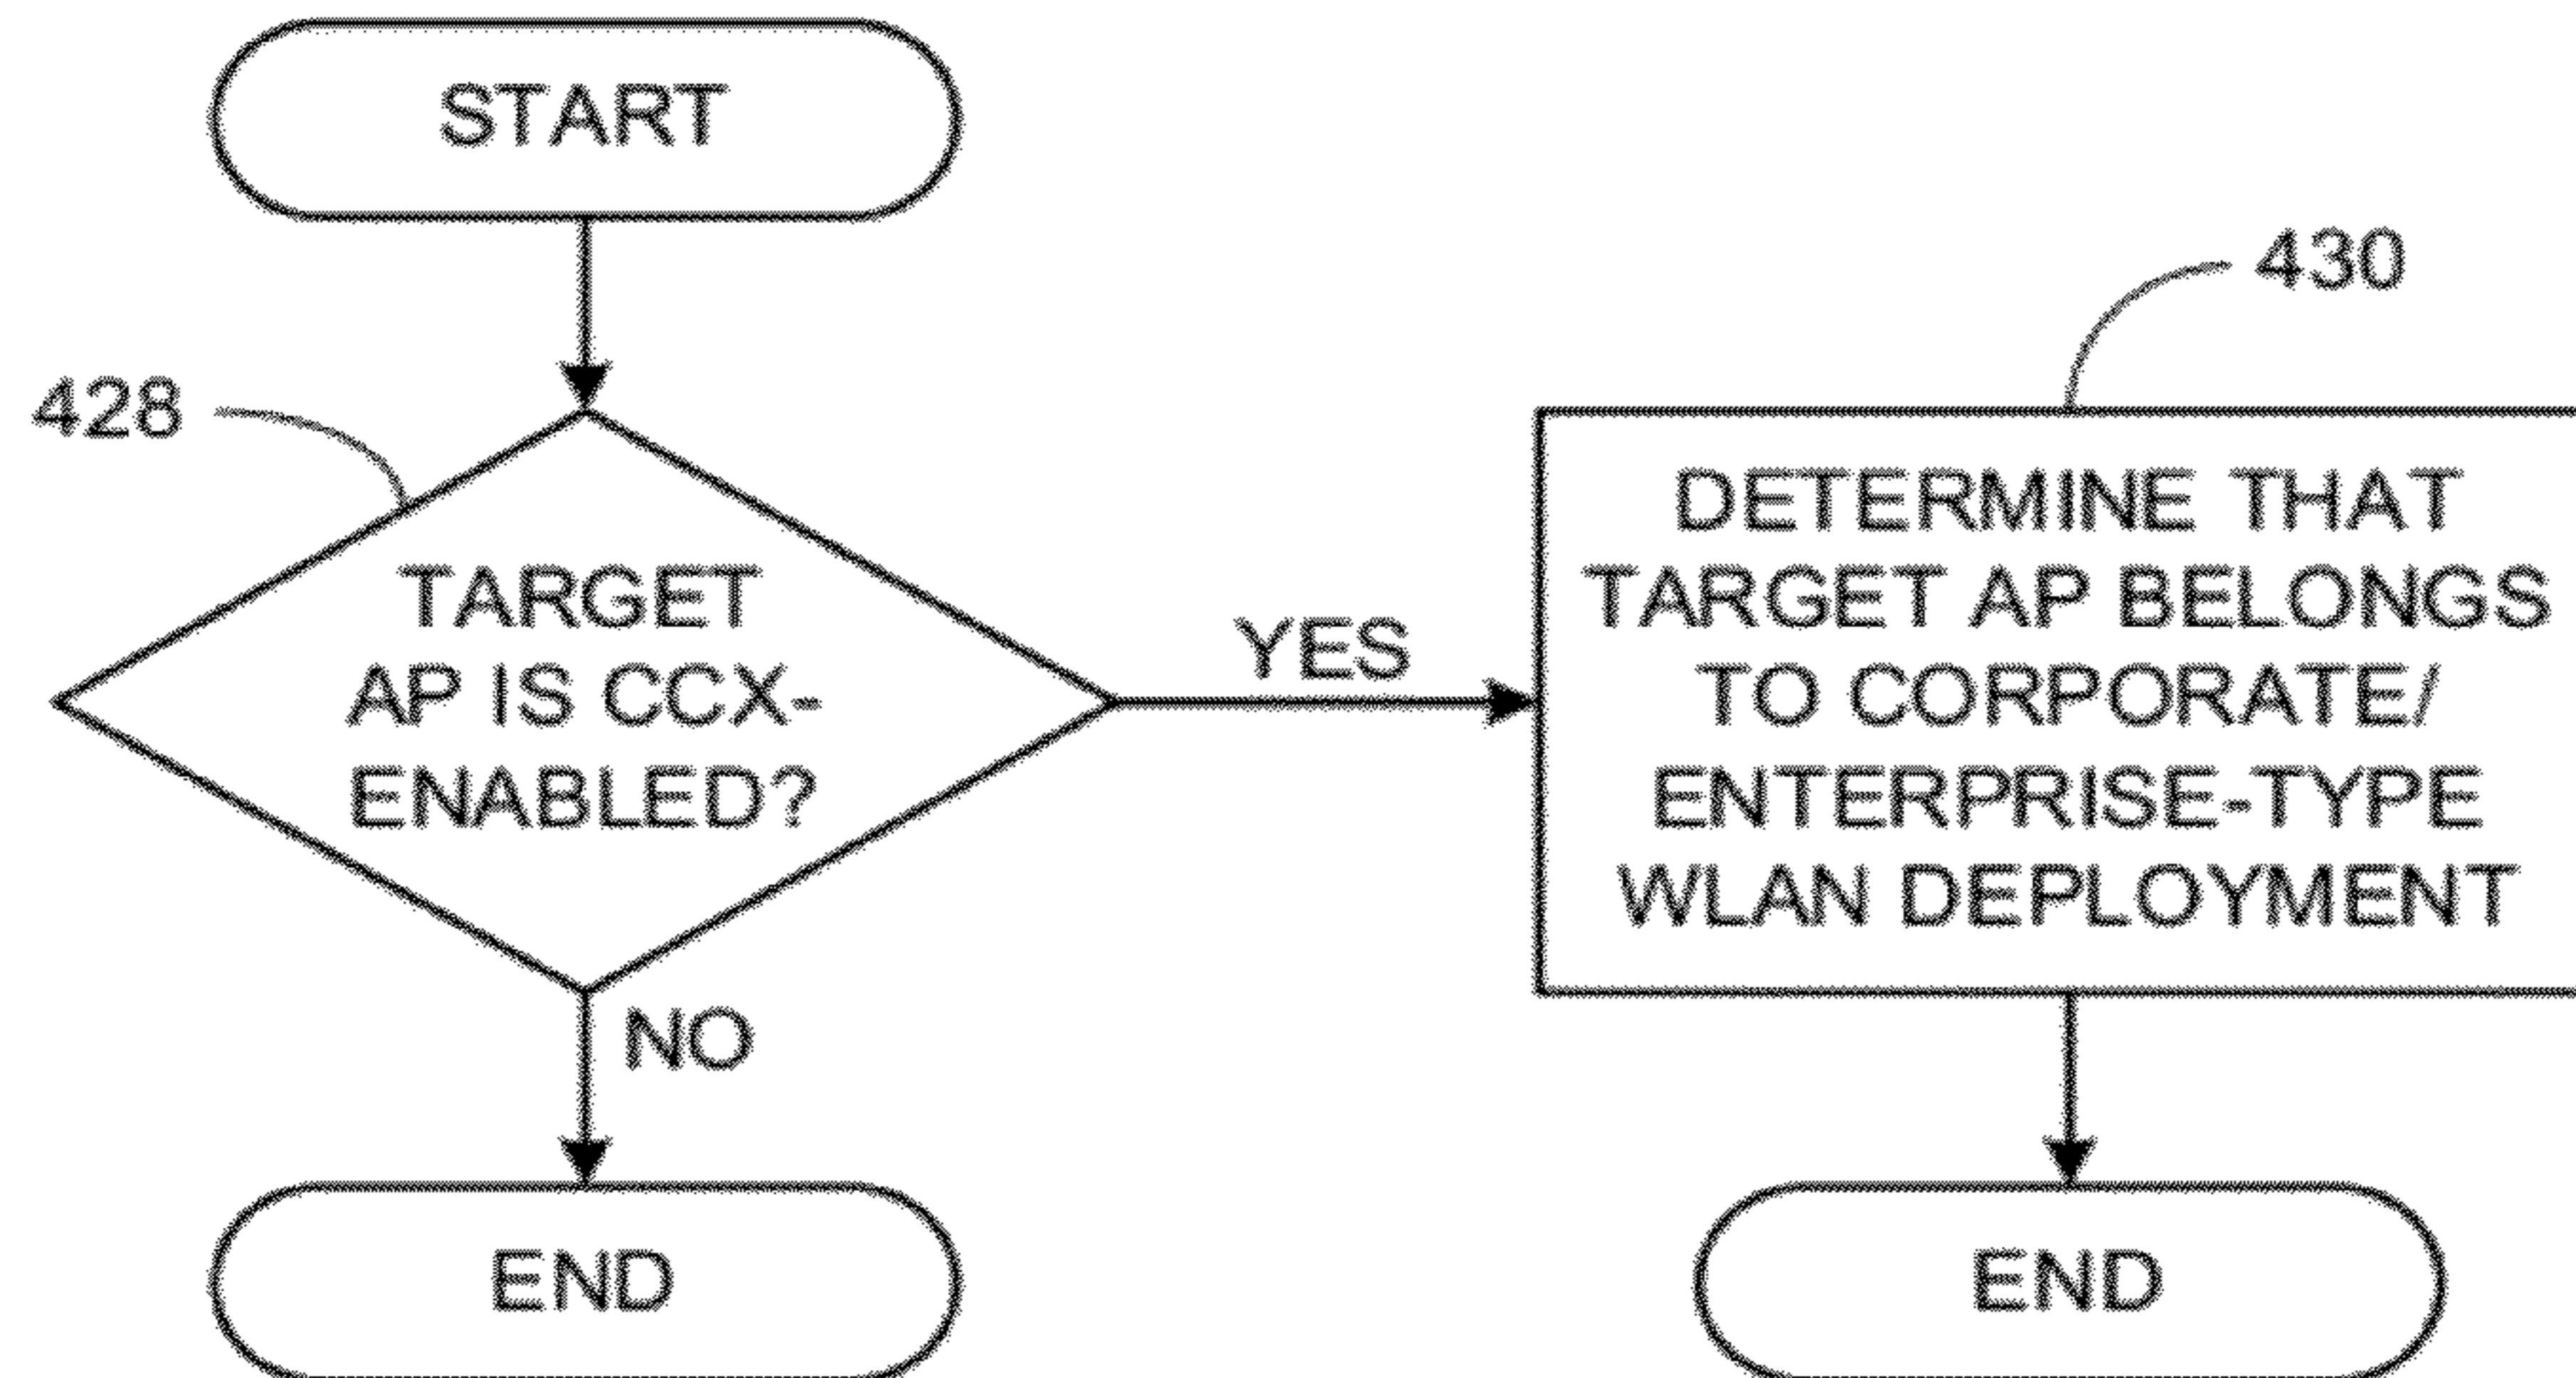 START
428
TARGET
AP IS CCX-
ENABLED?
YES
430
DETERMINE THAT
TARGET AP BELONGS
TO CORPORATE/
ENTERPRISE-TYPE
WLAN DEPLOYMENT
NO
END
END